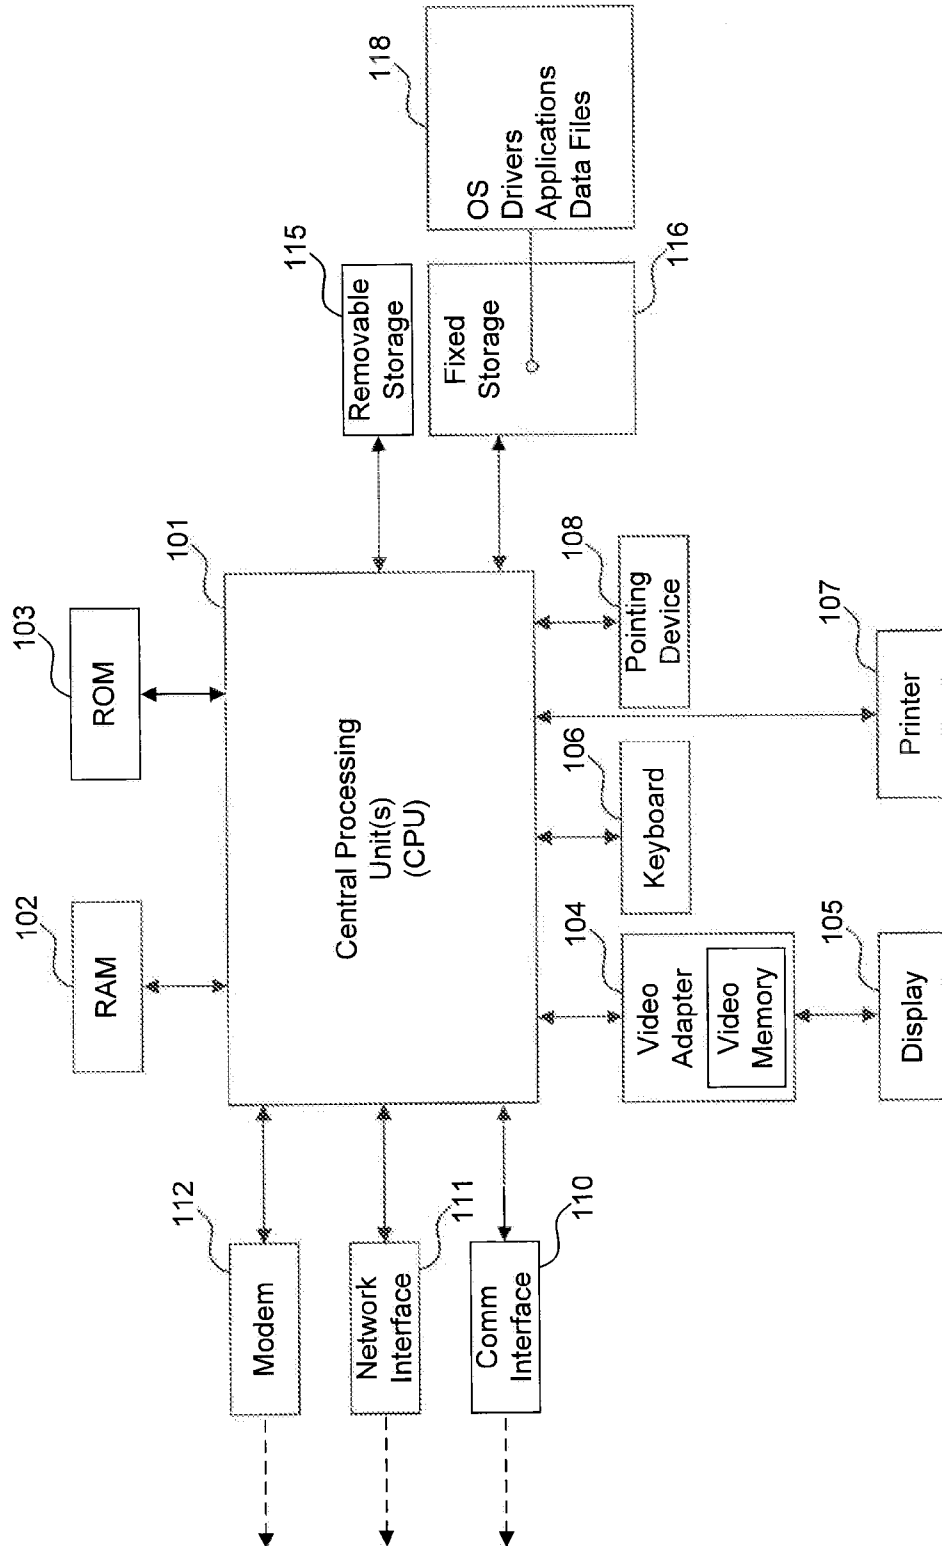 102
RAM
103
ROM
101
Central Processing
Unit(s)
(CPU)
112
Modem
111
Network
Interface
110
Comm
Interface
115
Removable
Storage
Fixed
Storage
116
118
OS
Drivers
Applications
Data Files
104
Video
Adapter
Video
Memory
106
Keyboard
108
Pointing
Device
105
Display
107
Printer